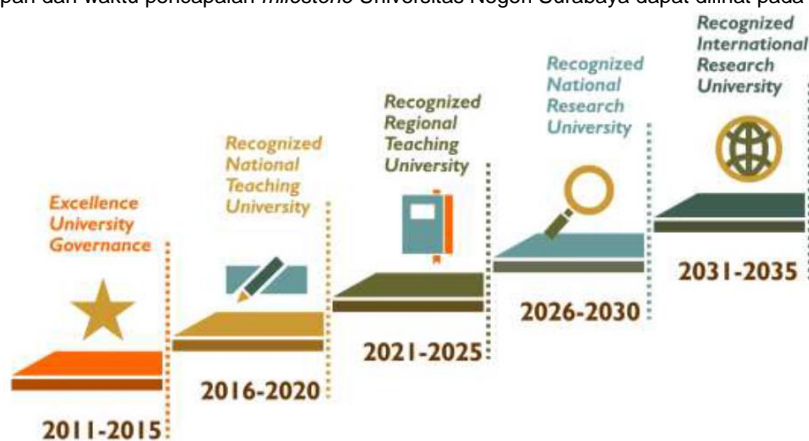 dan waktu pencapaian milestone Universitas Negeri Surabaya dapat dilihat pada
Excellence
University
Governance
2011-2015
Recognized
National
Teaching
University
2016-2020
Recognized
Regional
Teaching
University
2021-2025
Recognized
National
Research
University
2026-2030
Recognized
International
Research
University
2031-2035